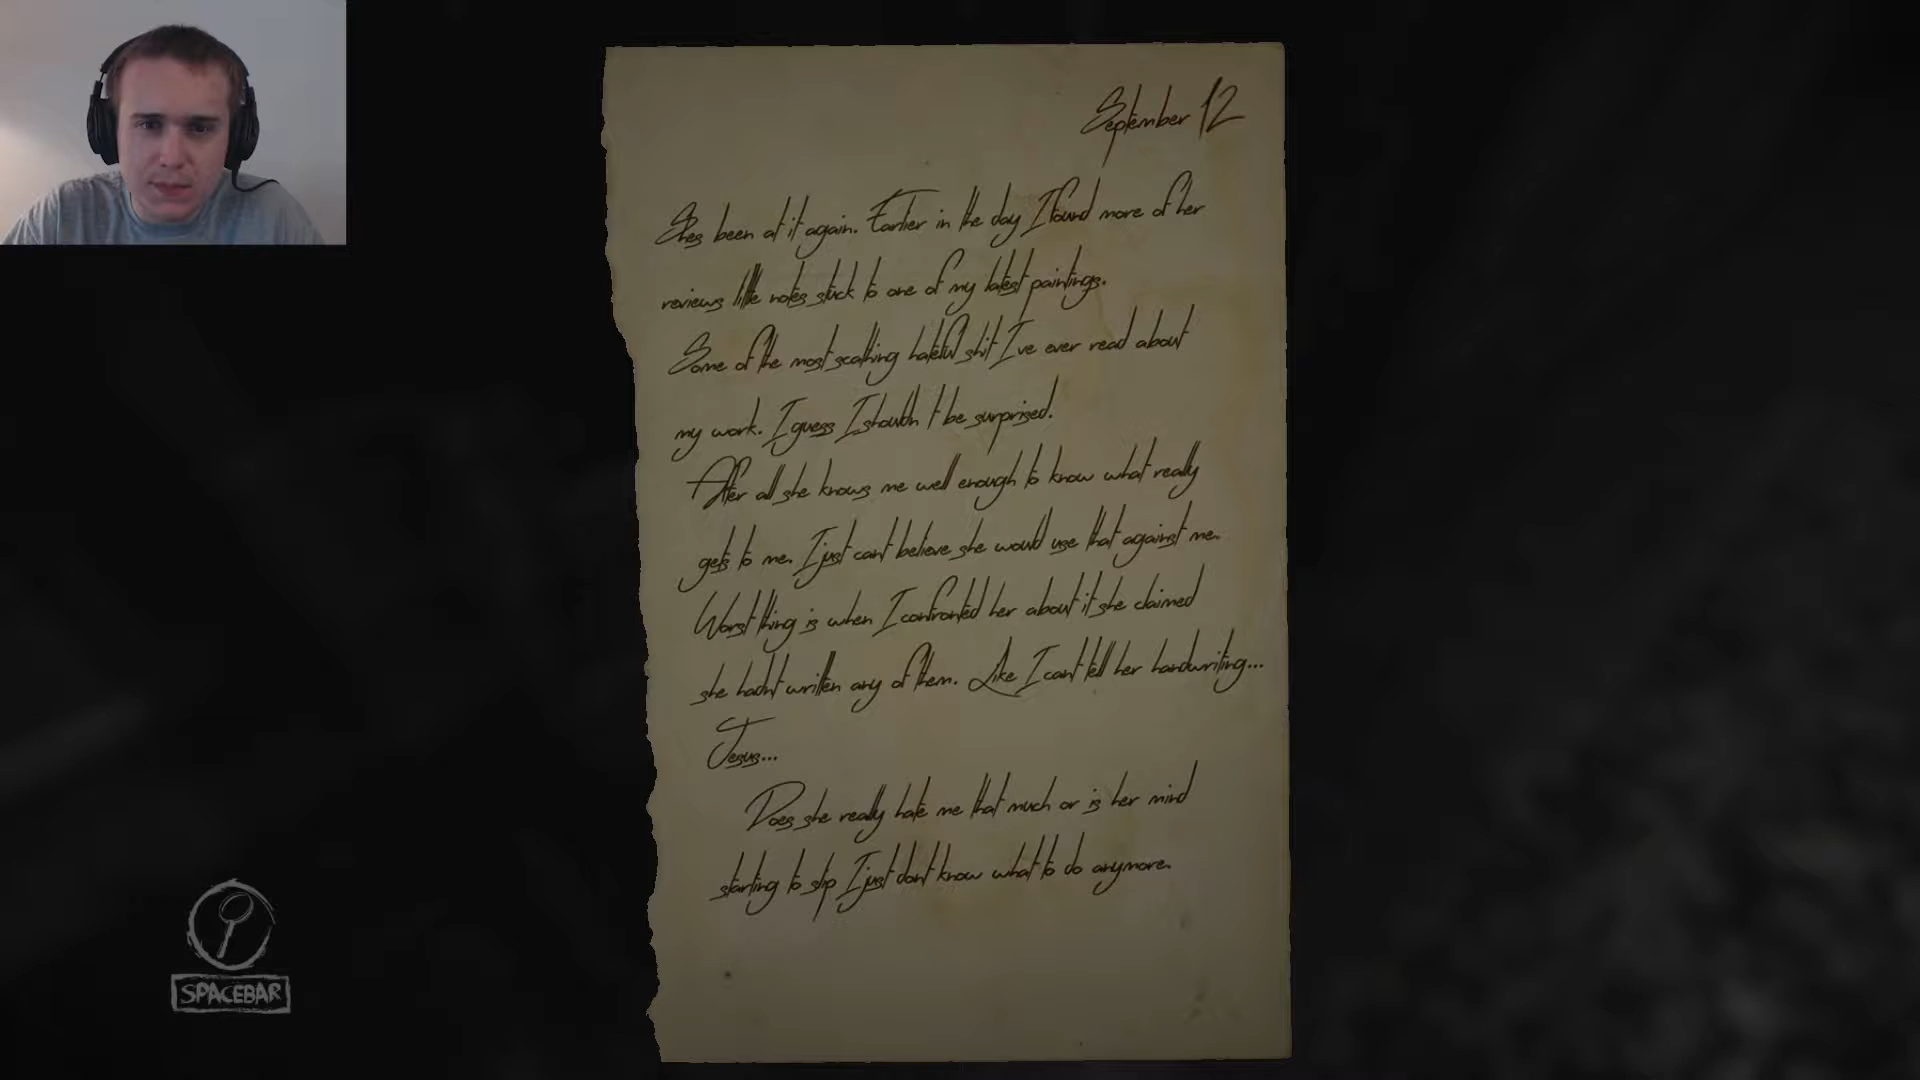 September 12
Shes been at it again. Earlier in the day I found more of her
reviews little notes stuck to one of my latest paintings.
Some of the most scathing hateful shit I've ever read about
my work. I guess I shouldn t be surprised.
After all she knows me well enough to know what really
gets to me. I just cant believe she would use that against me.
Worst thing is when I confronted her about it she claimed
she hadnt written any of them. Like I cant tell her handwriting...
Jesus...
Does she really hate me that much or is her mind
starting to slip I just dont know what to do anymore.
SPACEBAR